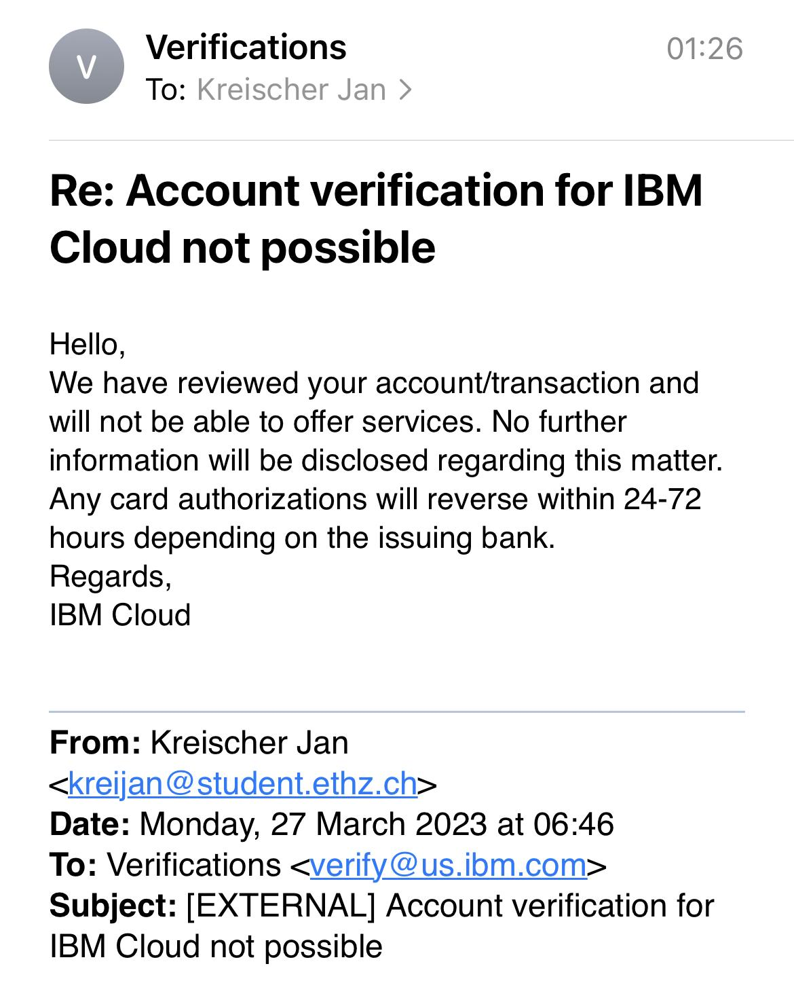 V
Verifications
01:26
To: Kreischer Jan >
Re: Account verification for IBM
Cloud not possible
Hello,
We have reviewed your account/transaction and
will not be able to offer services. No further
information will be disclosed regarding this matter.
Any card authorizations will reverse within 24-72
hours depending on the issuing bank.
Regards,
IBM Cloud
From: Kreischer Jan
<kreijan@student.ethz.ch>
Date: Monday, 27 March 2023 at 06:46
To: Verifications <verify@us.ibm.com>
Subject: [EXTERNAL] Account verification for
IBM Cloud not possible